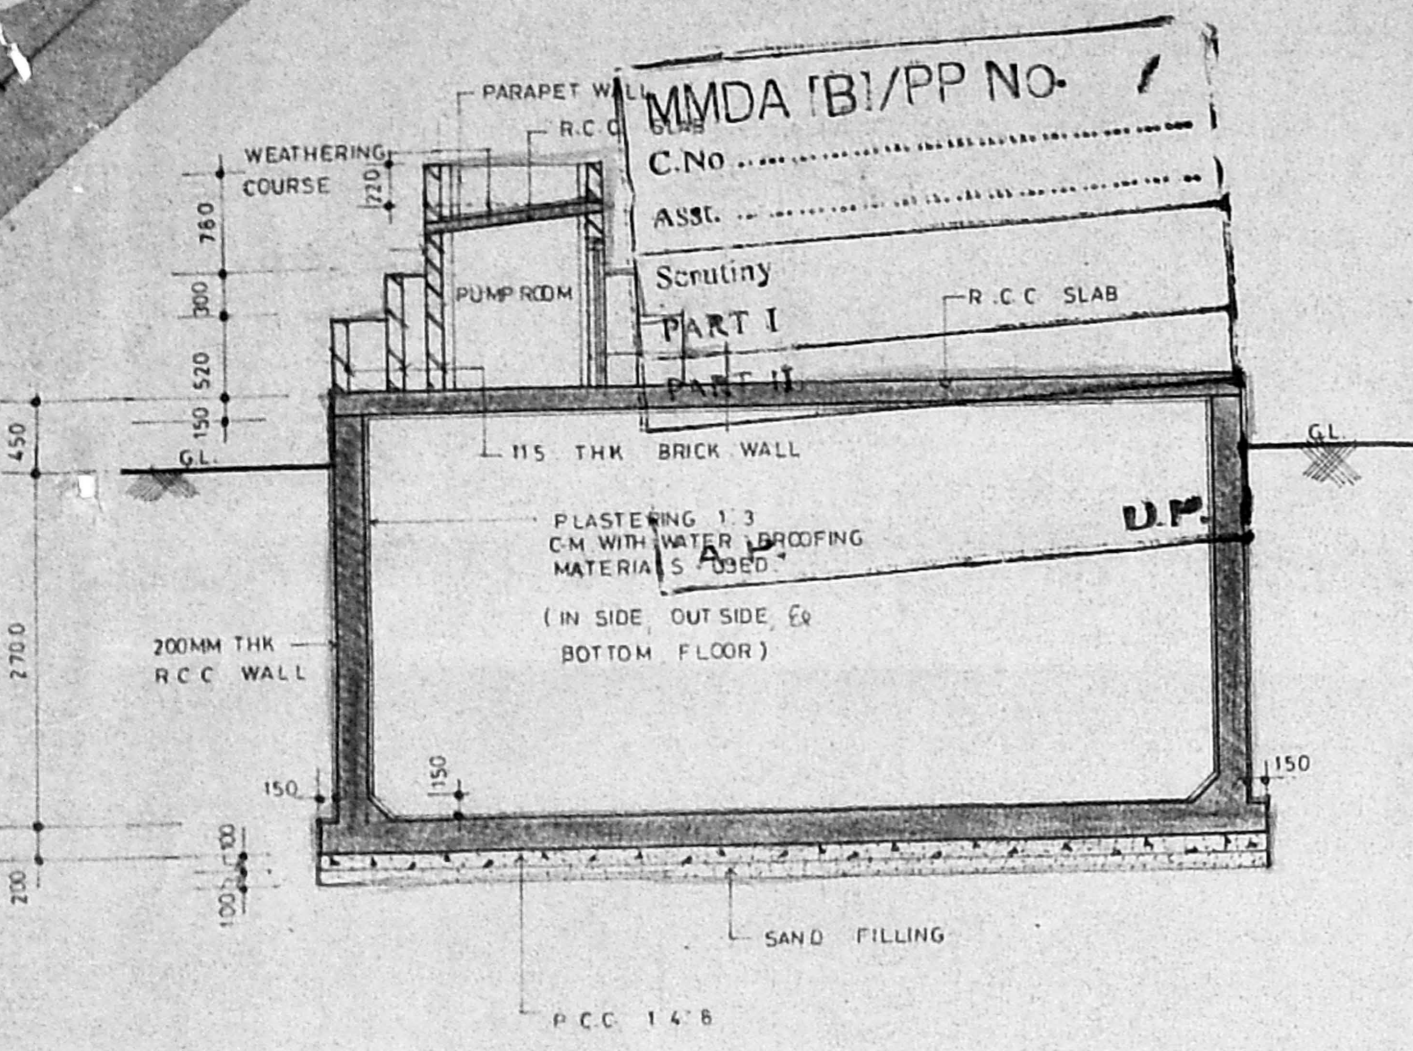 PARAPET WALL
R.C.C SLAB
WEATHERING
COURSE
220
760
300
520
150
450
2700
200
MMDA [B]/PP No.
C.No
Asst.
Scrutiny
PART I
PART II
PUMP ROOM
R.C.C SLAB
G.L.
G.L.
115 THK BRICK WALL
PLASTERING 1:3
C.M WITH WATER PROOFING
MATERIALS USED.
A.P.
D.P.
(IN SIDE, OUT SIDE, &
BOTTOM FLOOR)
200MM THK
R C C WALL
150
150
150
100
100
SAND FILLING
P.C.C. 1:4:8